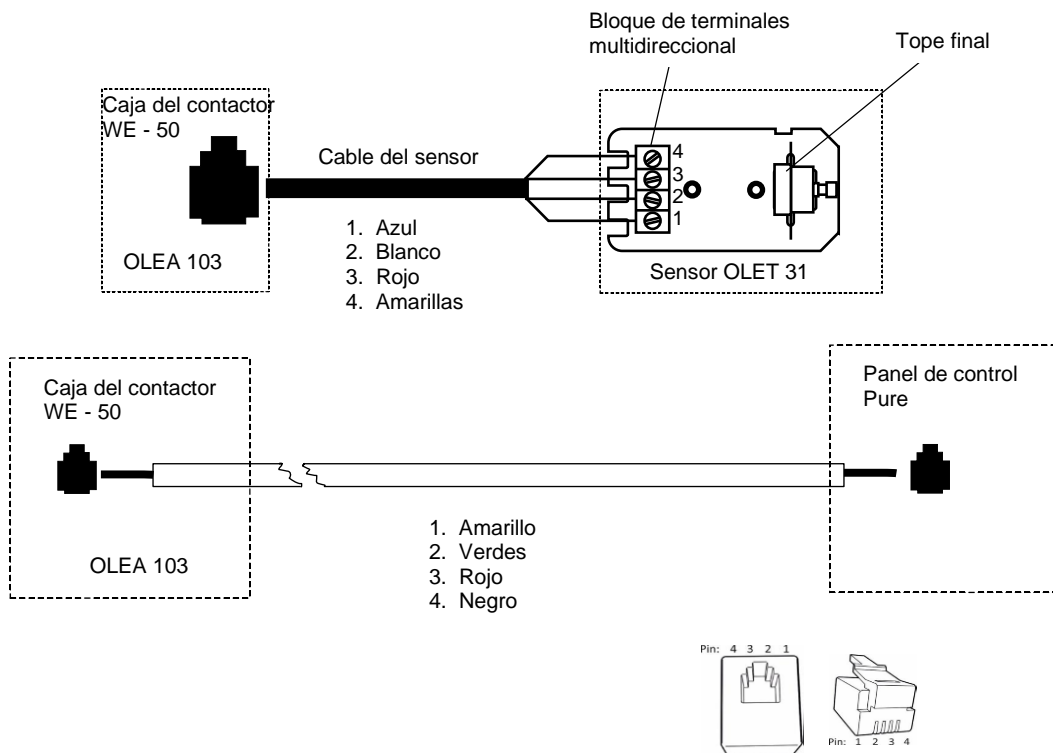 Bloque de terminales
multidireccional
Tope final
Caja del contactor
WE - 50
Cable del sensor
4
3
2
1
1. Azul
2. Blanco
3. Rojo
4. Amarillas
OLEA 103
Sensor OLET 31
Caja del contactor
WE - 50
Panel de control
Pure
1. Amarillo
2. Verdes
3. Rojo
4. Negro
OLEA 103
Pin: 4 3 2 1
Pin: 1 2 3 4